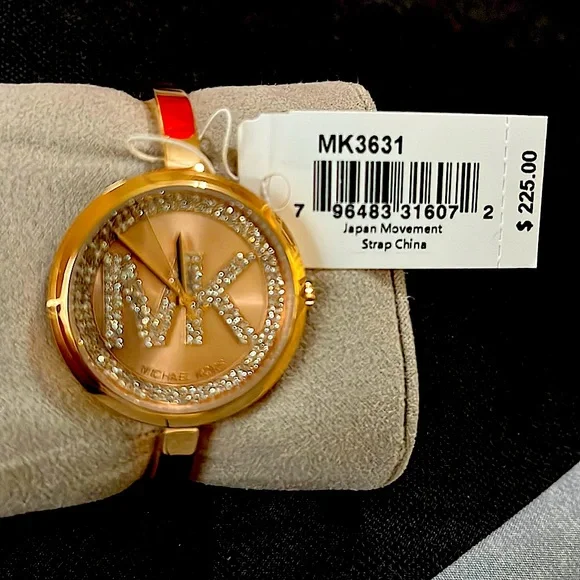 MK3631
7 96483 31607 2
Japan Movement
Strap China
$ 225.00
MK
MICHAEL KORS